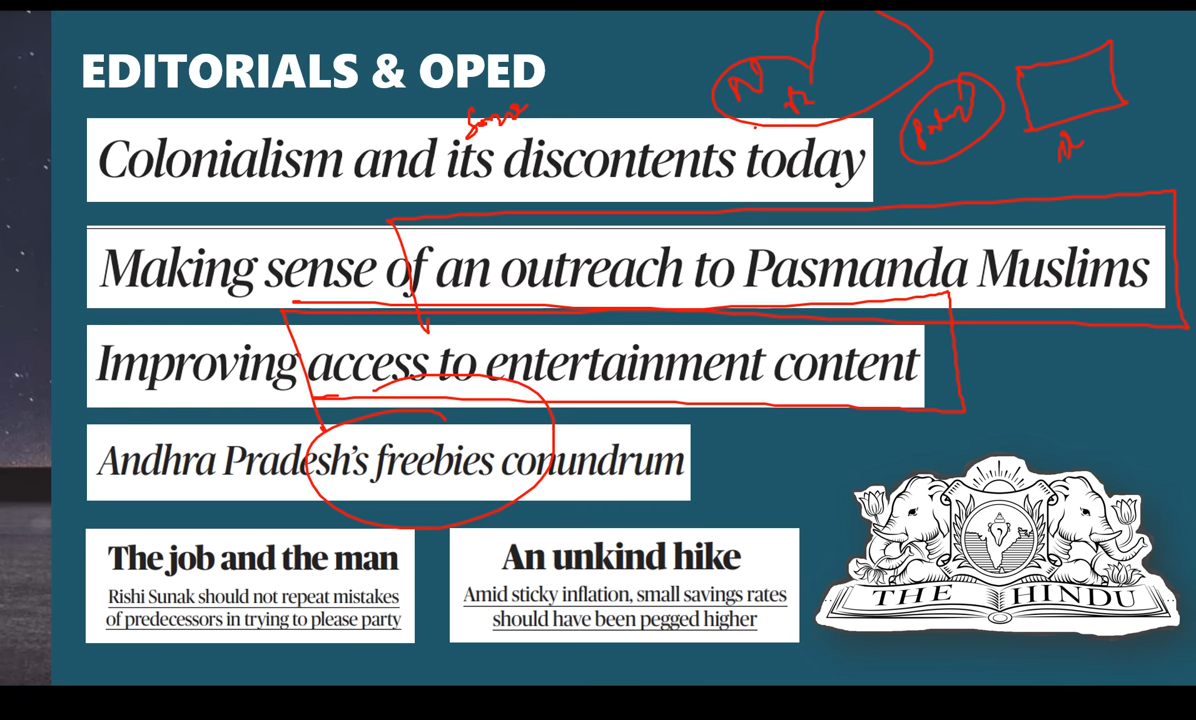 EDITORIALS & OPED
Colonialism and its discontents today
Making sense of an outreach to Pasmanda Muslims
Improving access to entertainment content
Andhra Pradesh's freebies conundrum
The job and the man
Rishi Sunak should not repeat mistakes
of predecessors in trying to please party
An unkind hike
Amid sticky inflation, small savings rates
should have been pegged higher
THE HINDU